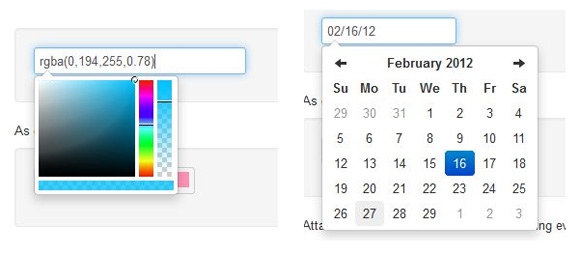 rgba(0,194,255,0.78)
As
02/16/12
February 2012
Su Mo Tu We Th Fr Sa
29 30 31 1 2 3 4
5 6 7 8 9 10 11
12 13 14 15 16 17 18
19 20 21 22 23 24 25
26 27 28 29 1 2 3
As